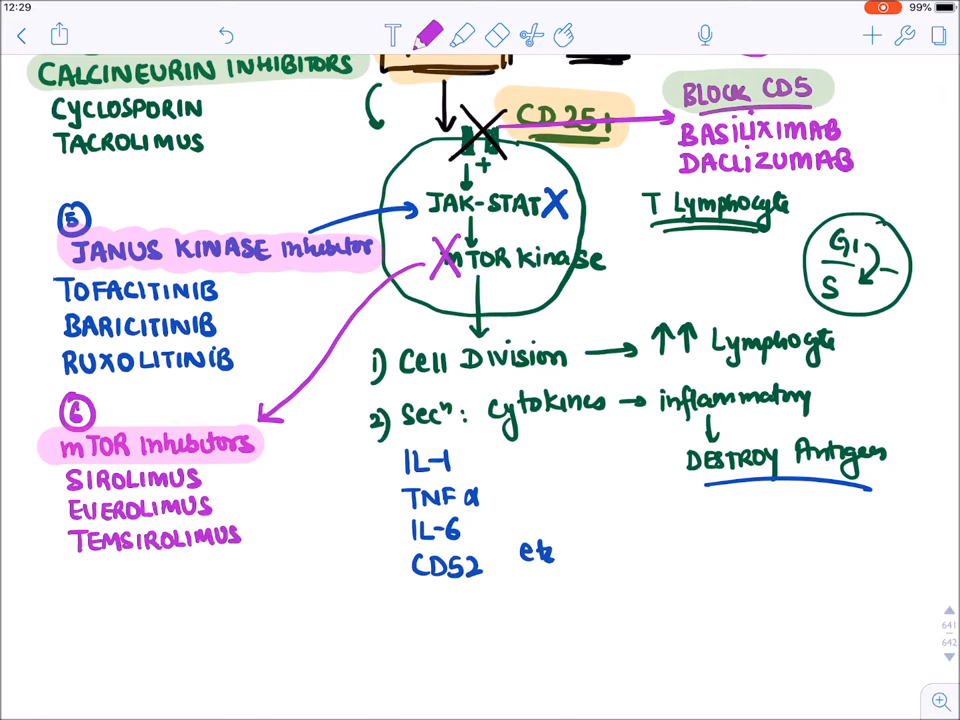 12:29
99%
CALCINEURIN INHIBITORS
CYCLOSPORIN
TACROLIMUS
CD25
BLOCK CD5
BASILIXIMAB
DACLIZUMAB
+
JAK-STAT X
T Lymphocyte
mTOR kinase
G1
S
5
JANUS KINASE inhibitor
TOFACITINIB
BARICITINIB
RUXOLITINIB
1) Cell Division → ↑↑ Lymphocyte
2) Secn: Cytokines → inflammatory
DESTROY Antigen
IL-1
TNF α
IL-6
CD52 etc
6
mTOR inhibitors
SIROLIMUS
EVEROLIMUS
TEMSIROLIMUS
641
642